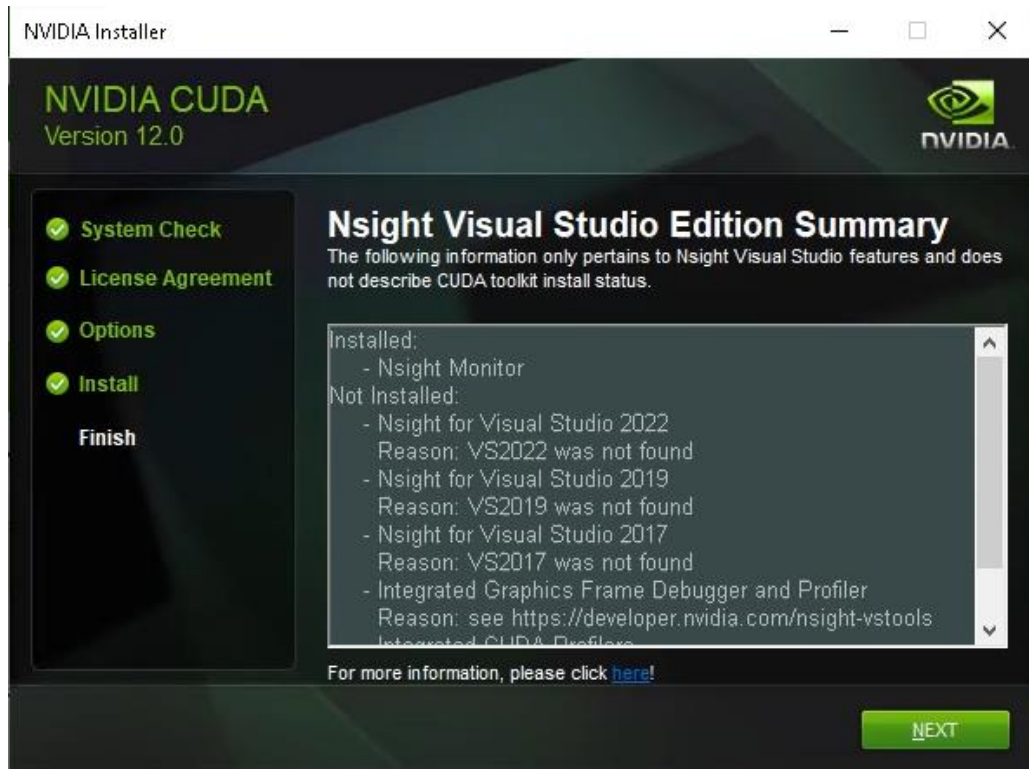 NVIDIA Installer
NVIDIA CUDA
Version 12.0
NVIDIA.
System Check
License Agreement
Options
Install
Finish
Nsight Visual Studio Edition Summary
The following information only pertains to Nsight Visual Studio features and does
not describe CUDA toolkit install status.
Installed:
- Nsight Monitor
Not Installed:
- Nsight for Visual Studio 2022
Reason: VS2022 was not found
- Nsight for Visual Studio 2019
Reason: VS2019 was not found
- Nsight for Visual Studio 2017
Reason: VS2017 was not found
- Integrated Graphics Frame Debugger and Profiler
Reason: see https://developer.nvidia.com/nsight-vstools
Integrated CUDA Profilers
For more information, please click here!
NEXT